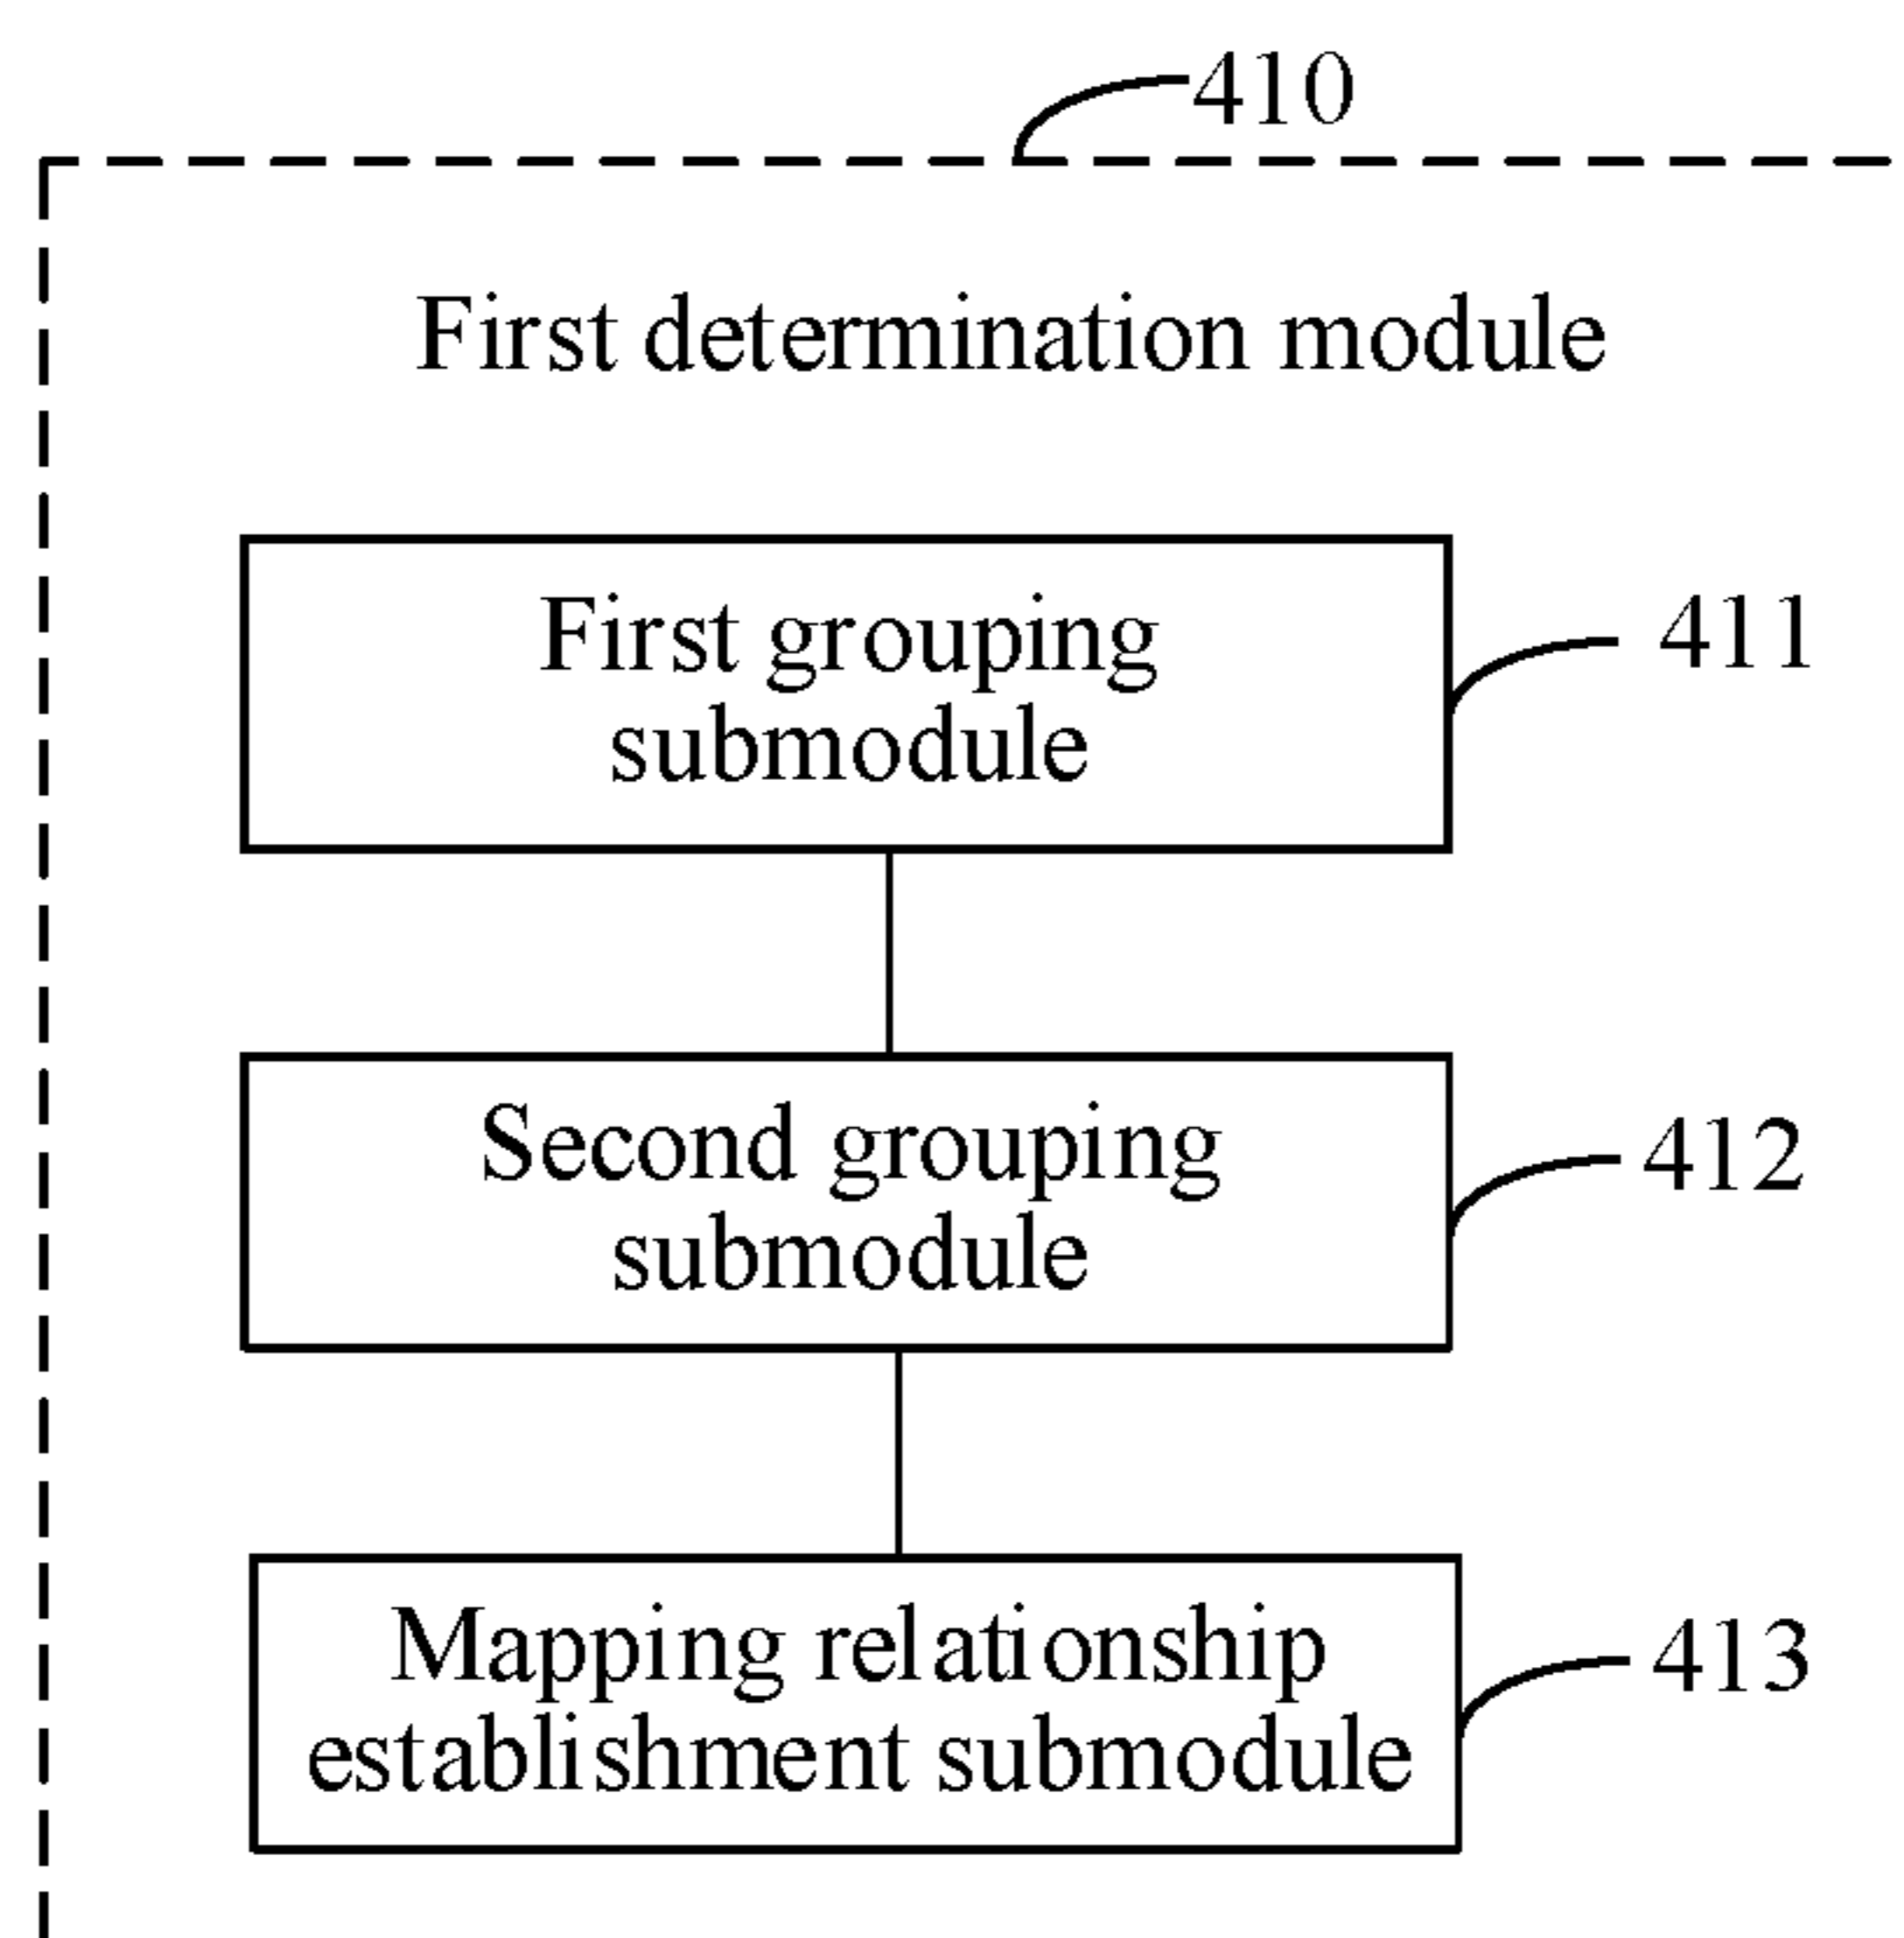 410
First determination module
First grouping
submodule
411
Second grouping
submodule
412
Mapping relationship
establishment submodule
413